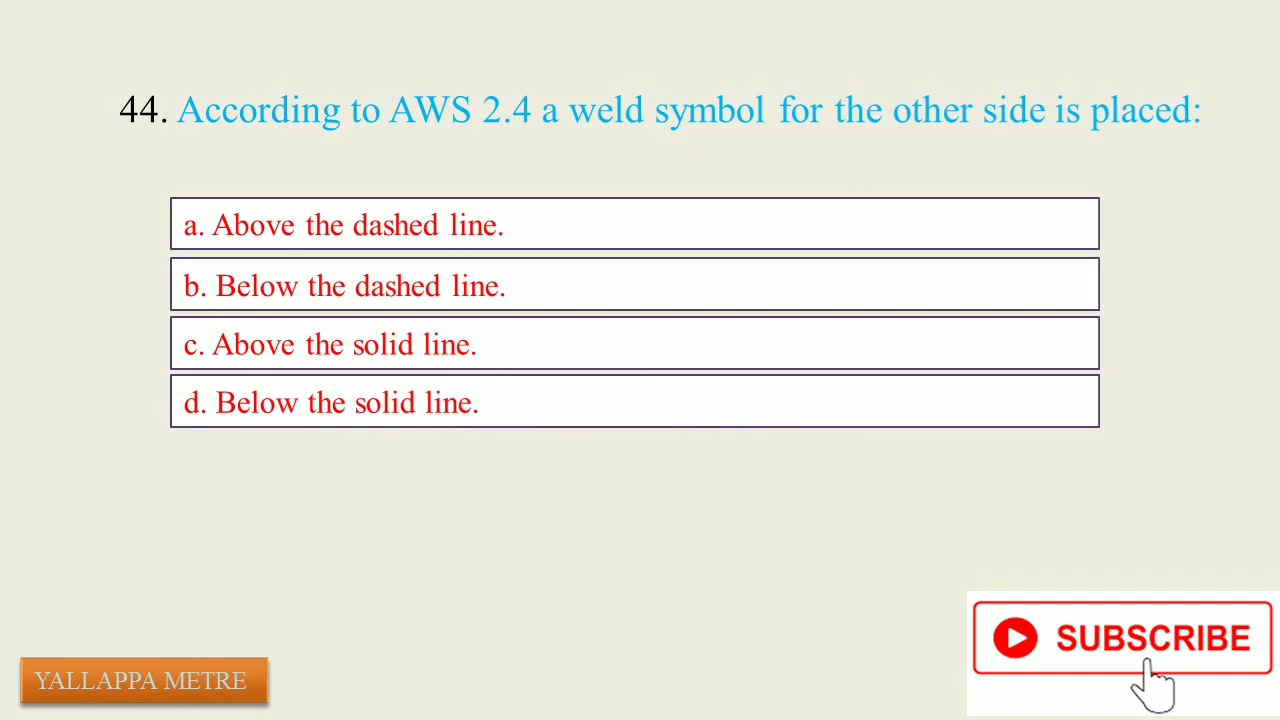 44. According to AWS 2.4 a weld symbol for the other side is placed:
a. Above the dashed line.
b. Below the dashed line.
c. Above the solid line.
d. Below the solid line.
SUBSCRIBE
YALLAPPA METRE